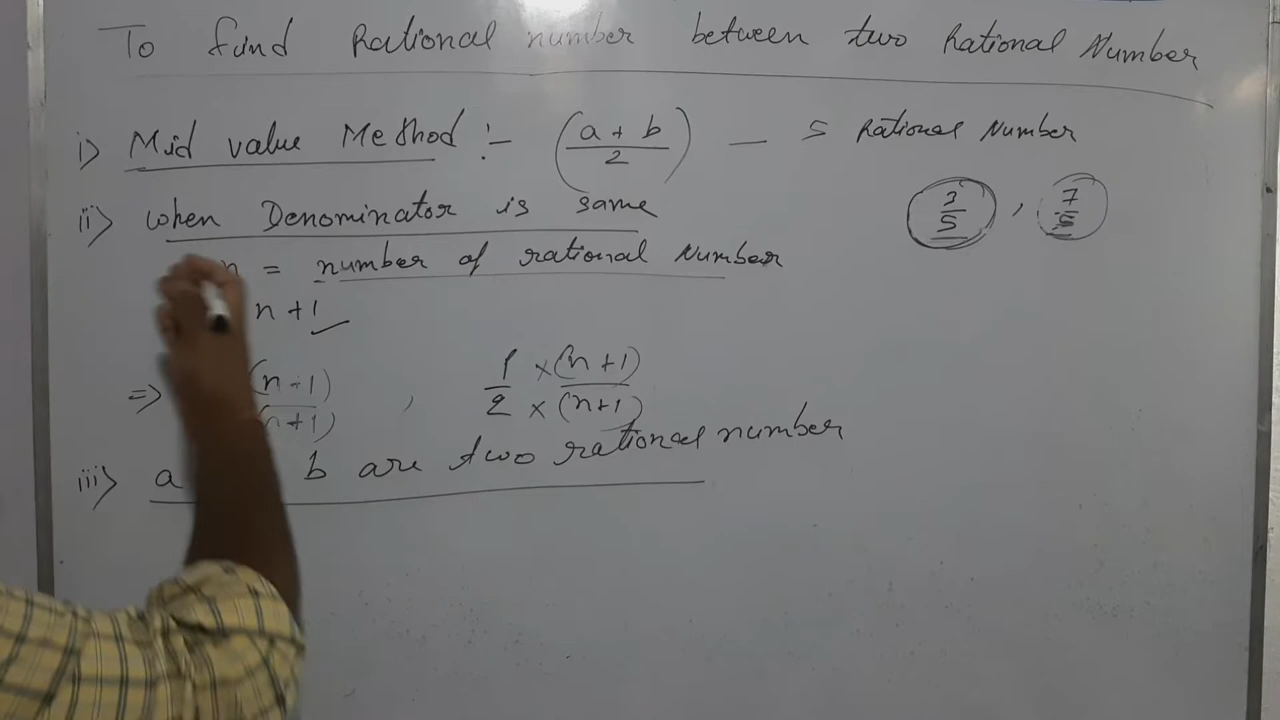 To find Rational number between two Rational Number
i) Mid value Method :- (a + b / 2) — 5 Rational Number
3/5 , 7/5
ii) when Denominator is same
n = number of rational Number
n + 1
=> (n + 1) / (n + 1) , 1/2 × (n + 1) / × (n + 1)
iii) a b are two rational number